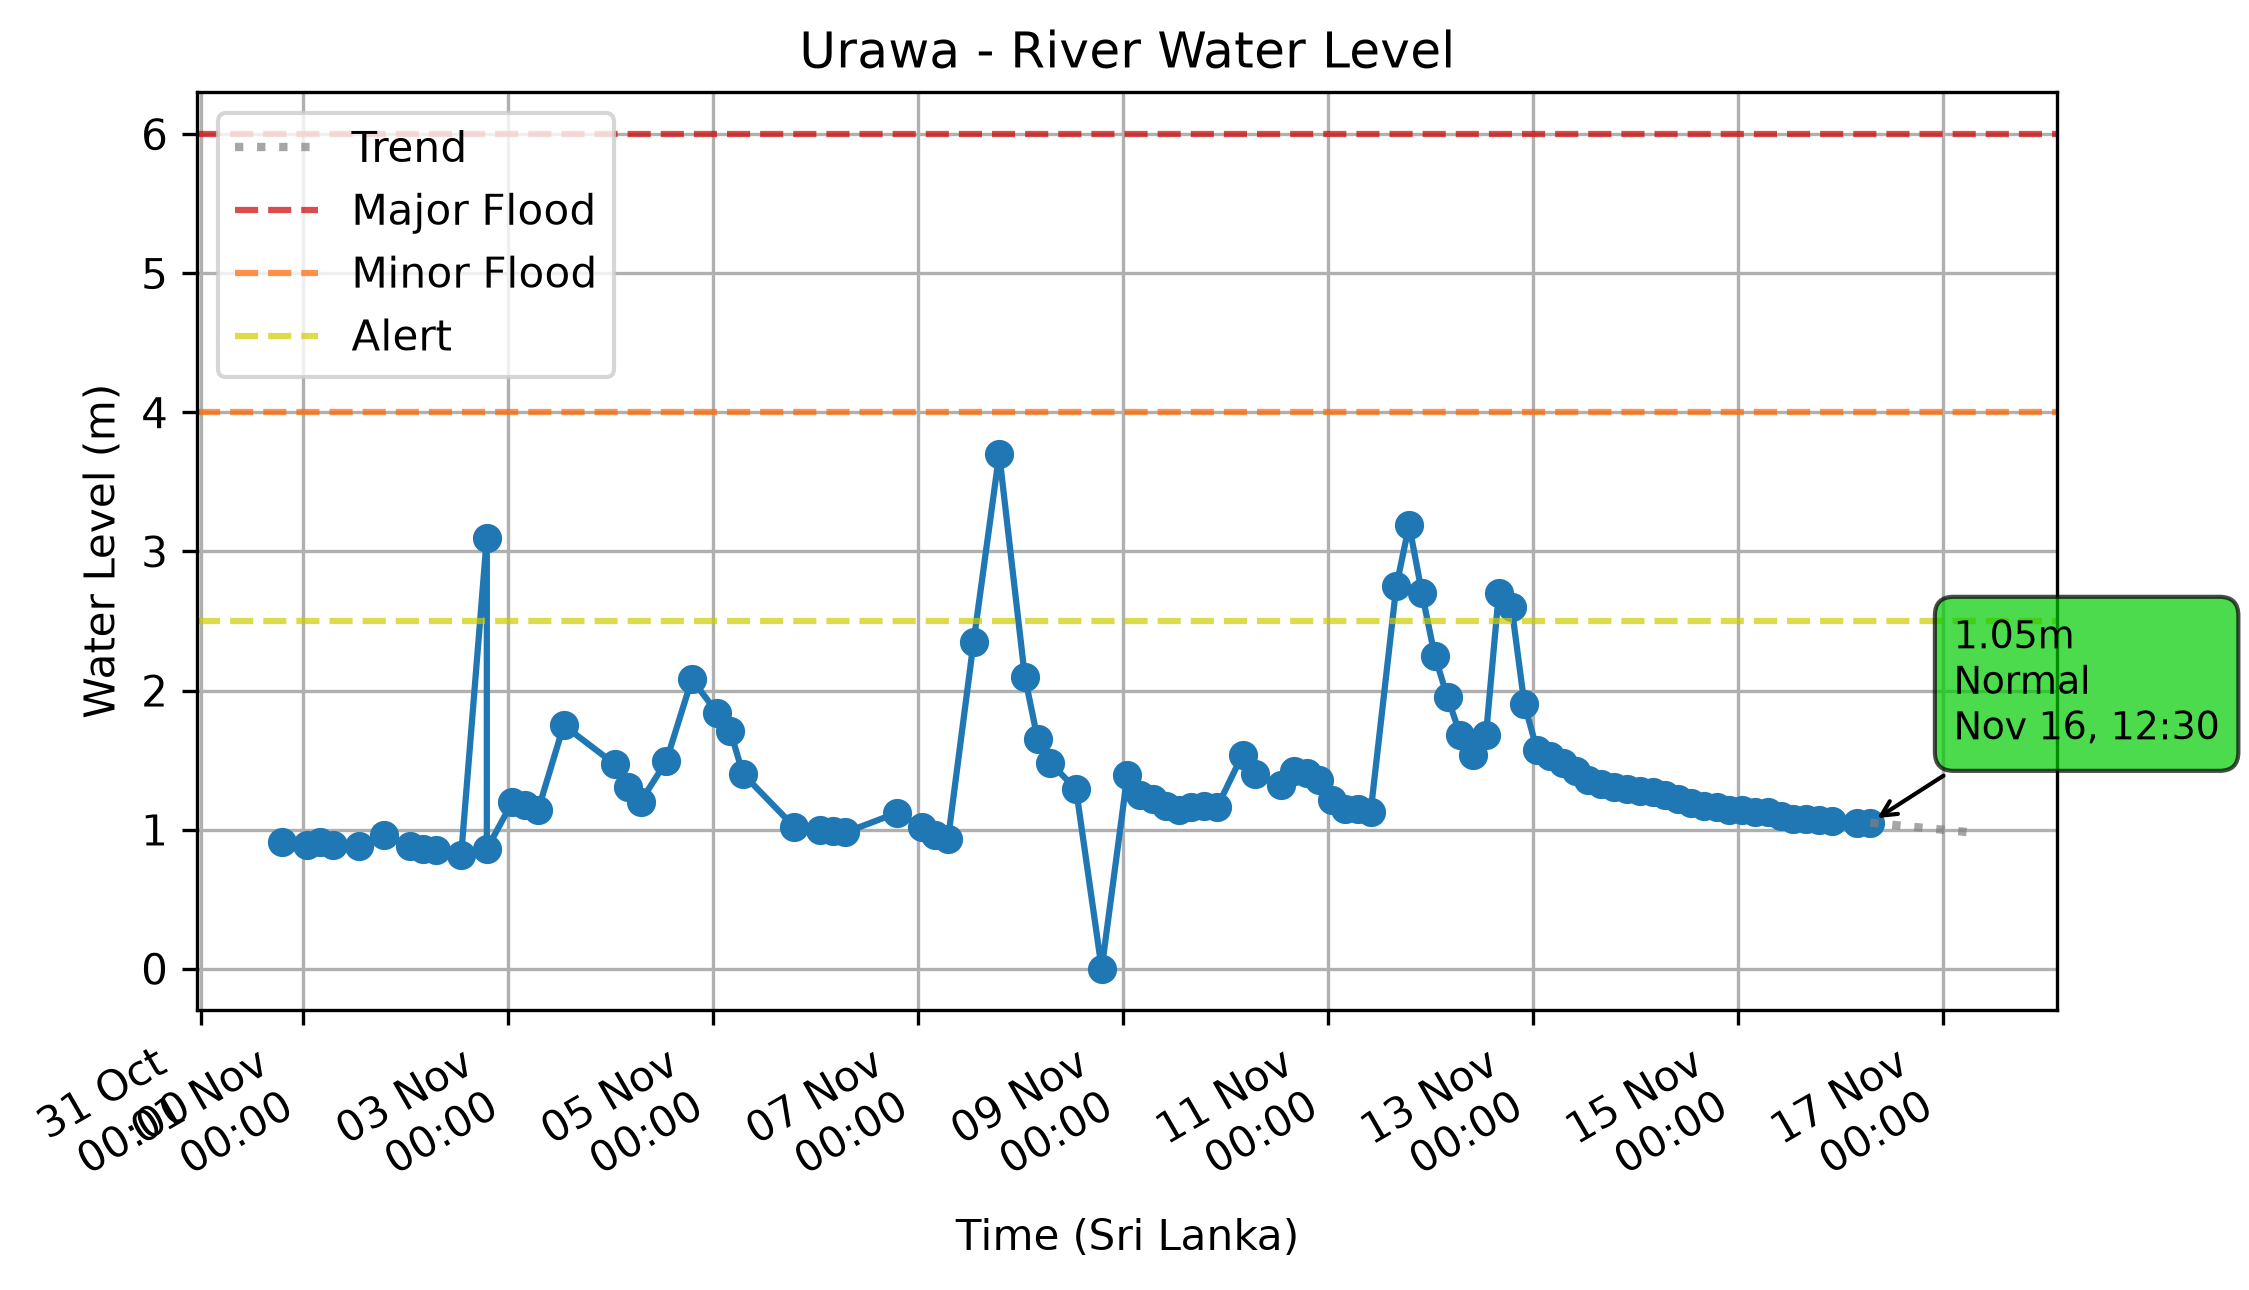 Urawa - River Water Level
6
5
4
3
2
1
0
Water Level (m)
Trend
Major Flood
Minor Flood
Alert
1.05m
Normal
Nov 16, 12:30
31 Oct
00:00
01 Nov
00:00
03 Nov
00:00
05 Nov
00:00
07 Nov
00:00
09 Nov
00:00
11 Nov
00:00
13 Nov
00:00
15 Nov
00:00
17 Nov
00:00
Time (Sri Lanka)